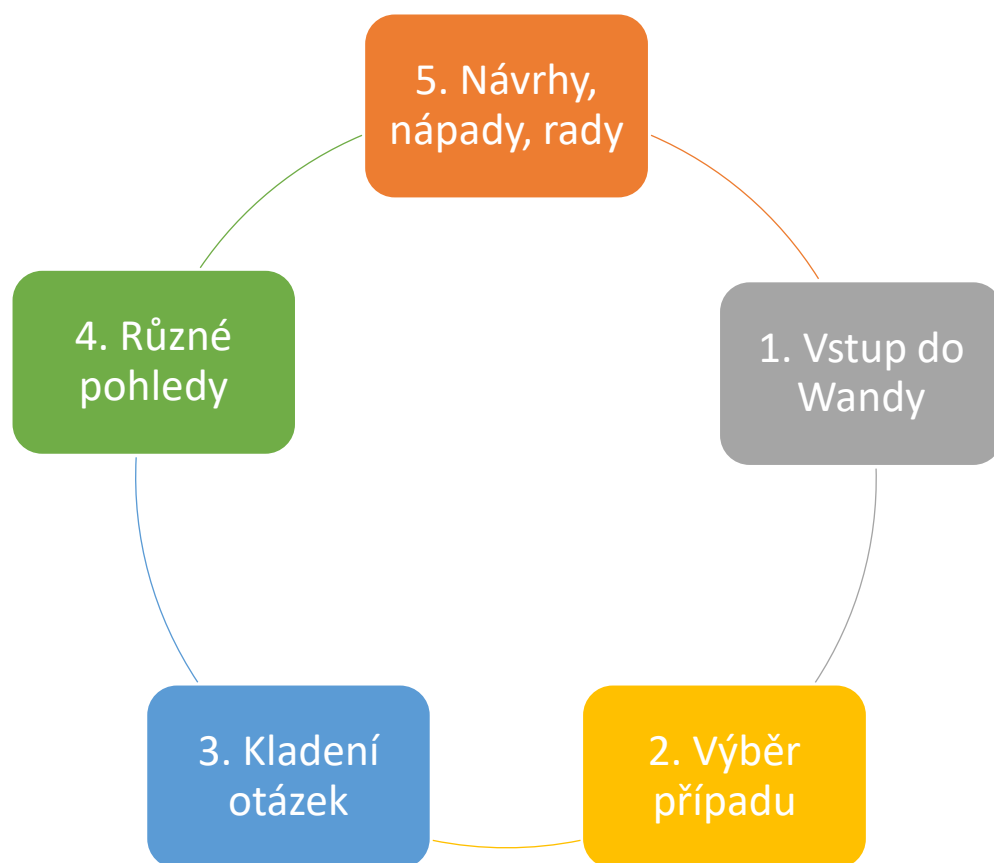 5. Návrhy,
nápady, rady
4. Různé
pohledy
1. Vstup do
Wandy
3. Kladení
otázek
2. Výběr
případu